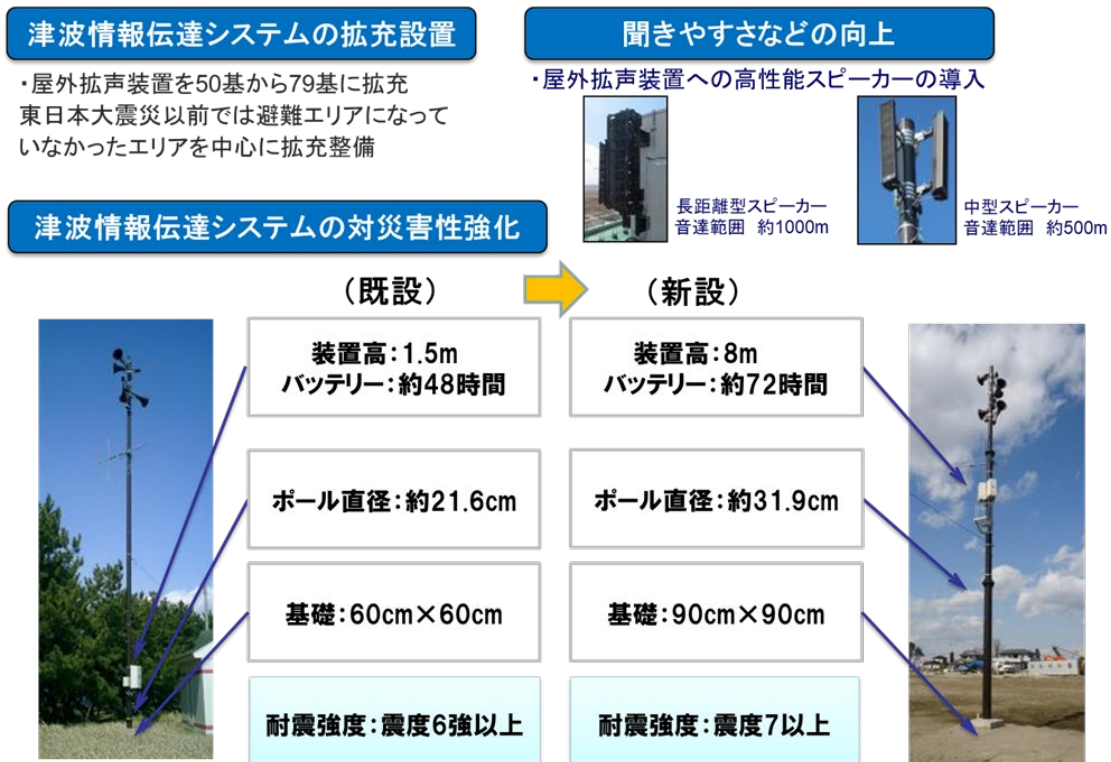 津波情報伝達システムの拡充設置
・屋外拡声装置を50基から79基に拡充
東日本大震災以前では避難エリアになって
いなかったエリアを中心に拡充整備
聞きやすさなどの向上
・屋外拡声装置への高性能スピーカーの導入
長距離型スピーカー
音達範囲 約1000m
中型スピーカー
音達範囲 約500m
津波情報伝達システムの対災害性強化
（既設）
（新設）
装置高：1.5m
バッテリー：約48時間
装置高：8m
バッテリー：約72時間
ポール直径：約21.6cm
ポール直径：約31.9cm
基礎：60cm×60cm
基礎：90cm×90cm
耐震強度：震度6強以上
耐震強度：震度7以上